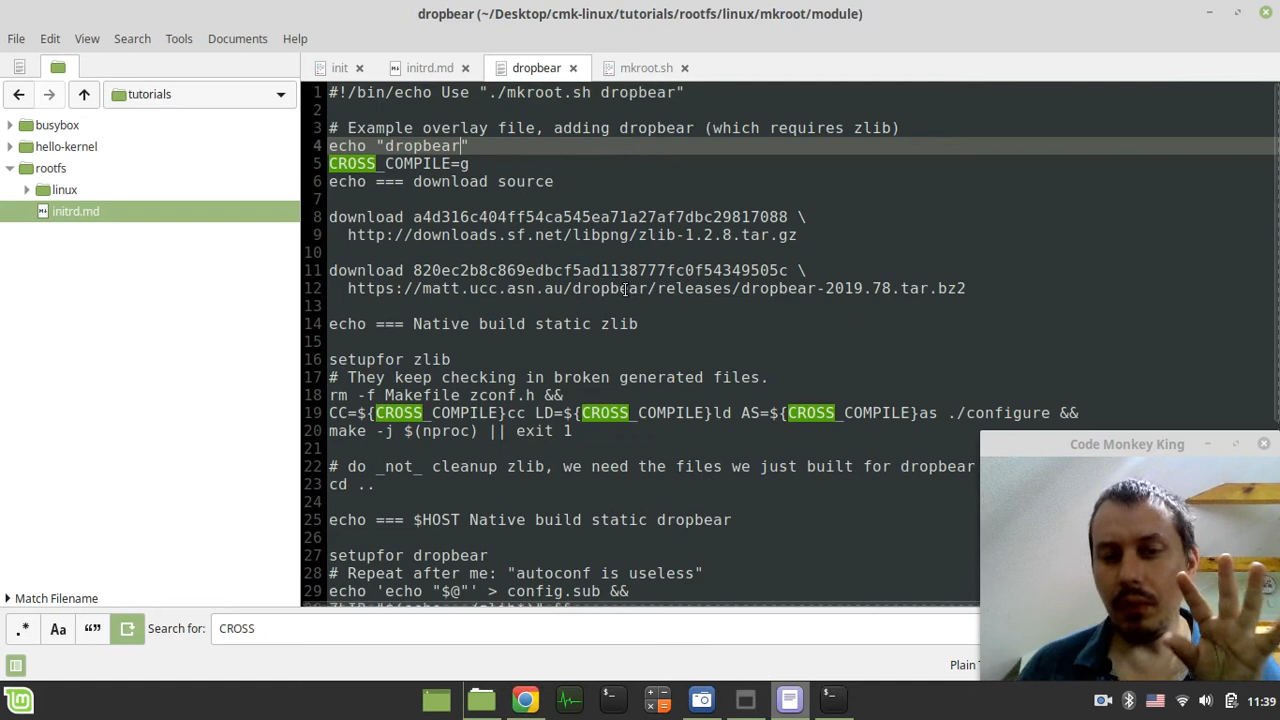 dropbear (~/Desktop/cmk-linux/tutorials/rootfs/linux/mkroot/module)
File Edit View Search Tools Documents Help
init initrd.md dropbear mkroot.sh
tutorials
busybox
hello-kernel
rootfs
linux
initrd.md
1 #!/bin/echo Use "./mkroot.sh dropbear"
2
3 # Example overlay file, adding dropbear (which requires zlib)
4 echo "dropbear"
5 CROSS_COMPILE=g
6 echo === download source
7
8 download a4d316c404ff54ca545ea71a27af7dbc29817088 \
9 http://downloads.sf.net/libpng/zlib-1.2.8.tar.gz
10
11 download 820ec2b8c869edbcf5ad1138777fc0f54349505c \
12 https://matt.ucc.asn.au/dropbear/releases/dropbear-2019.78.tar.bz2
13
14 echo === Native build static zlib
15
16 setupfor zlib
17 # They keep checking in broken generated files.
18 rm -f Makefile zconf.h &&
19 CC=${CROSS_COMPILE}cc LD=${CROSS_COMPILE}ld AS=${CROSS_COMPILE}as ./configure &&
20 make -j $(nproc) || exit 1
21
22 # do _not_ cleanup zlib, we need the files we just built for dropbear
23 cd ..
24
25 echo === $HOST Native build static dropbear
26
27 setupfor dropbear
28 # Repeat after me: "autoconf is useless"
29 echo 'echo "$@"' > config.sub &&
Match Filename
.* Aa “” Search for: CROSS
Plain
Code Monkey King
11:39